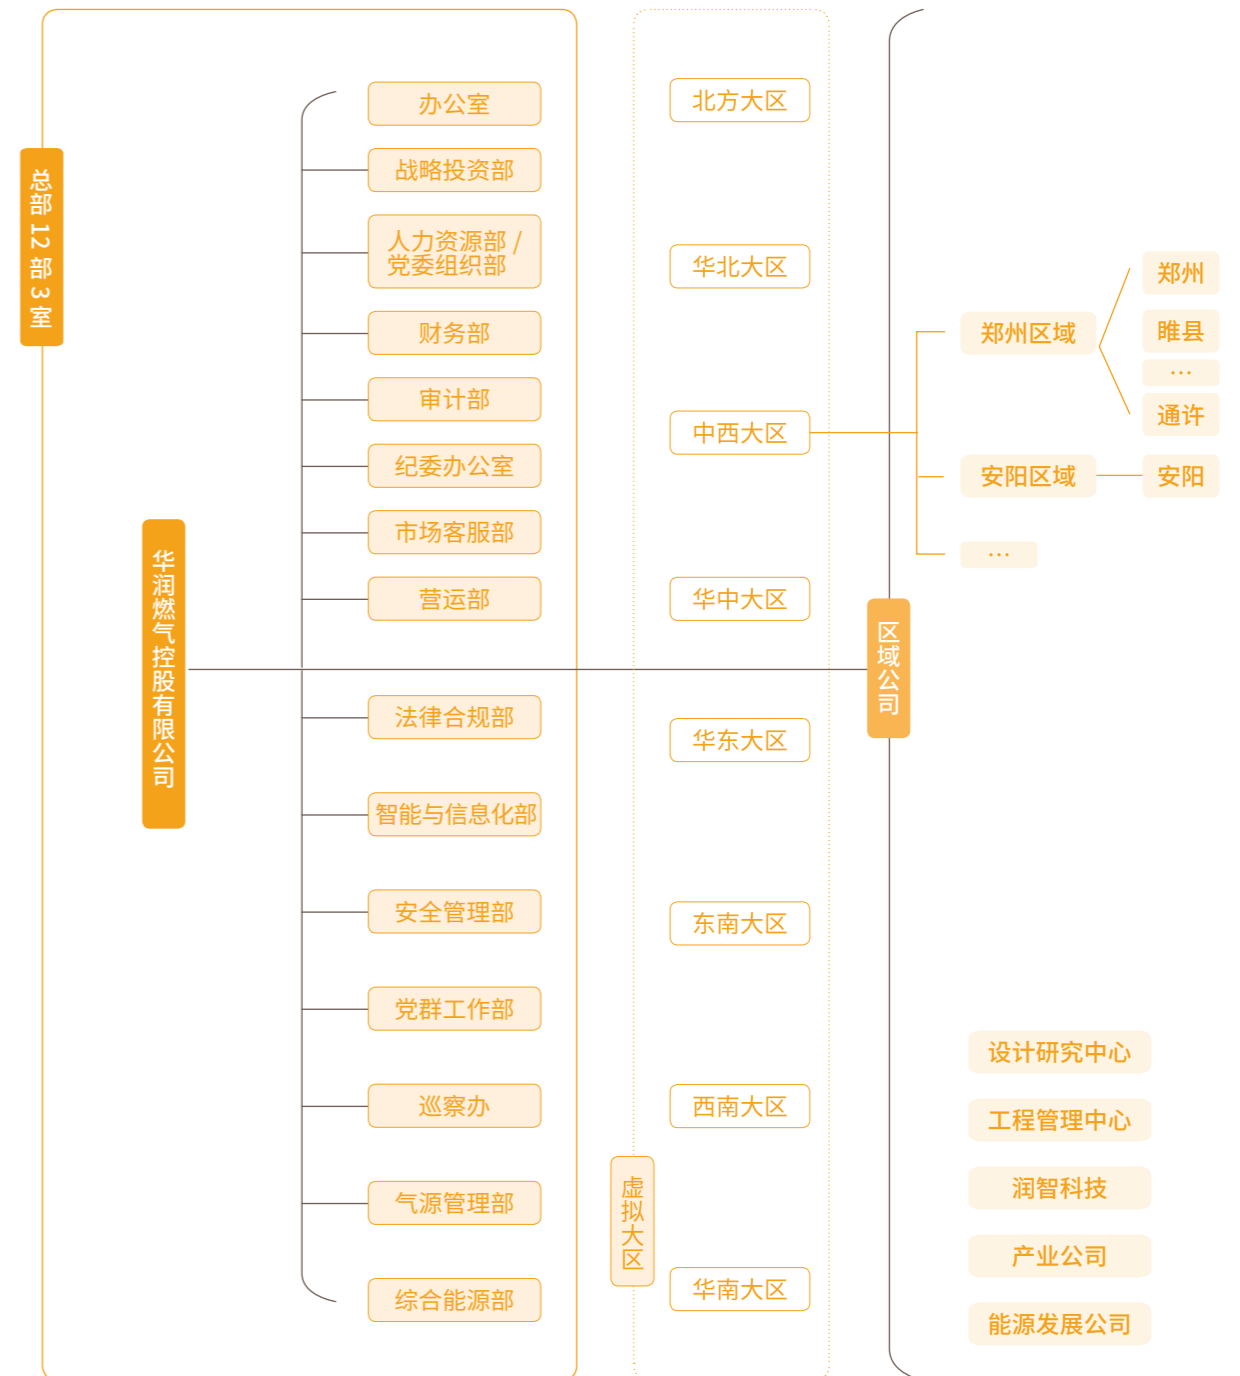 总部 12 部 3 室
华润燃气控股有限公司
办公室
战略投资部
人力资源部 /
党委组织部
财务部
审计部
纪委办公室
市场客服部
营运部
法律合规部
智能与信息化部
安全管理部
党群工作部
巡察办
气源管理部
综合能源部
虚拟大区
北方大区
华北大区
中西大区
华中大区
华东大区
东南大区
西南大区
华南大区
区域公司
郑州区域
郑州
睢县
…
通许
安阳区域
安阳
…
设计研究中心
工程管理中心
润智科技
产业公司
能源发展公司